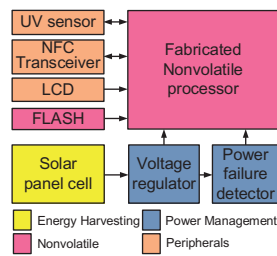 UV sensor
NFC
Transceiver
LCD
FLASH
Fabricated
Nonvolatile
processor
Solar
panel cell
Voltage
regulator
Power
failure
detector
Energy Harvesting
Power Management
Nonvolatile
Peripherals